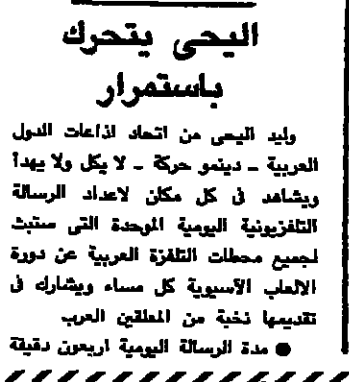 اليحى يتحرك
باستمرار
وليد اليحى من اتحاد اذاعات الدول
العربية ـ دينمو حركة ـ لا يكل ولا يهدأ
ويشاهد فى كل مكان لاعداد الرسالة
التلفزيونية اليومية الموحدة التى ستبث
لجميع محطات التلفزة العربية عن دورة
الالعاب الآسيوية كل مساء ويشارك فى
تقديمها نخبة من المعلقين العرب
● مدة الرسالة اليومية اربعون دقيقة